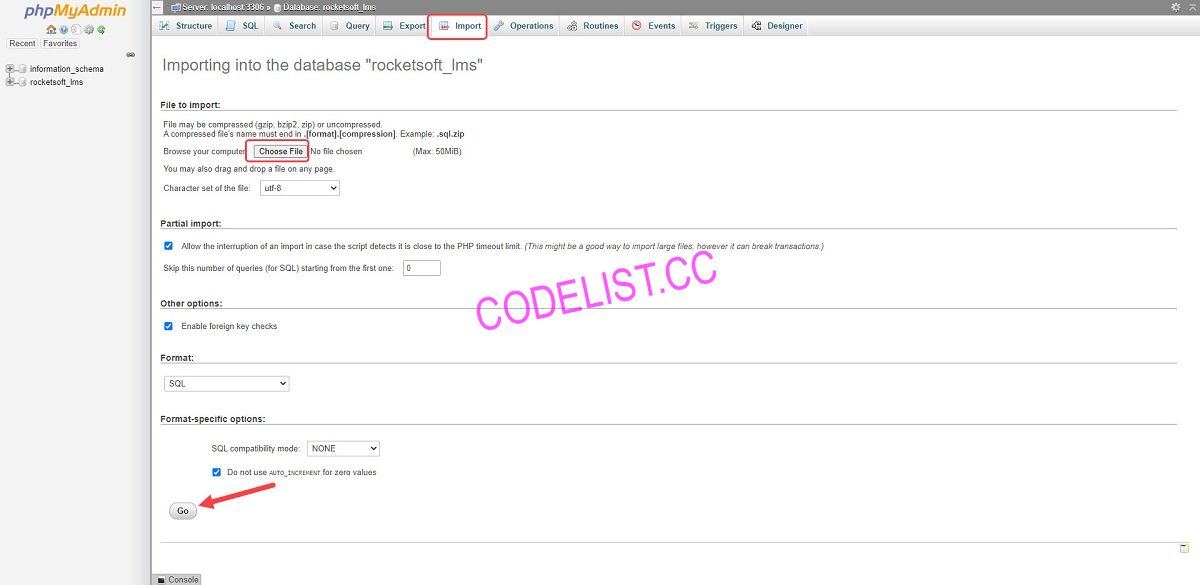 phpMyAdmin
Recent Favorites
information_schema
rocketsoft_lms
Server: localhost:3306 » Database: rocketsoft_lms
Structure SQL Search Query Export Import Operations Routines Events Triggers Designer
Importing into the database "rocketsoft_lms"
File to import:
File may be compressed (gzip, bzip2, zip) or uncompressed.
A compressed file's name must end in .[format].[compression]. Example: .sql.zip
Browse your computer Choose File No file chosen (Max: 50MiB)
You may also drag and drop a file on any page.
Character set of the file: utf-8
Partial import:
Allow the interruption of an import in case the script detects it is close to the PHP timeout limit. (This might be a good way to import large files, however it can break transactions.)
Skip this number of queries (for SQL) starting from the first one: 0
CODELIST.CC
Other options:
Enable foreign key checks
Format:
SQL
Format-specific options:
SQL compatibility mode: NONE
Do not use AUTO_INCREMENT for zero values
Go
Console